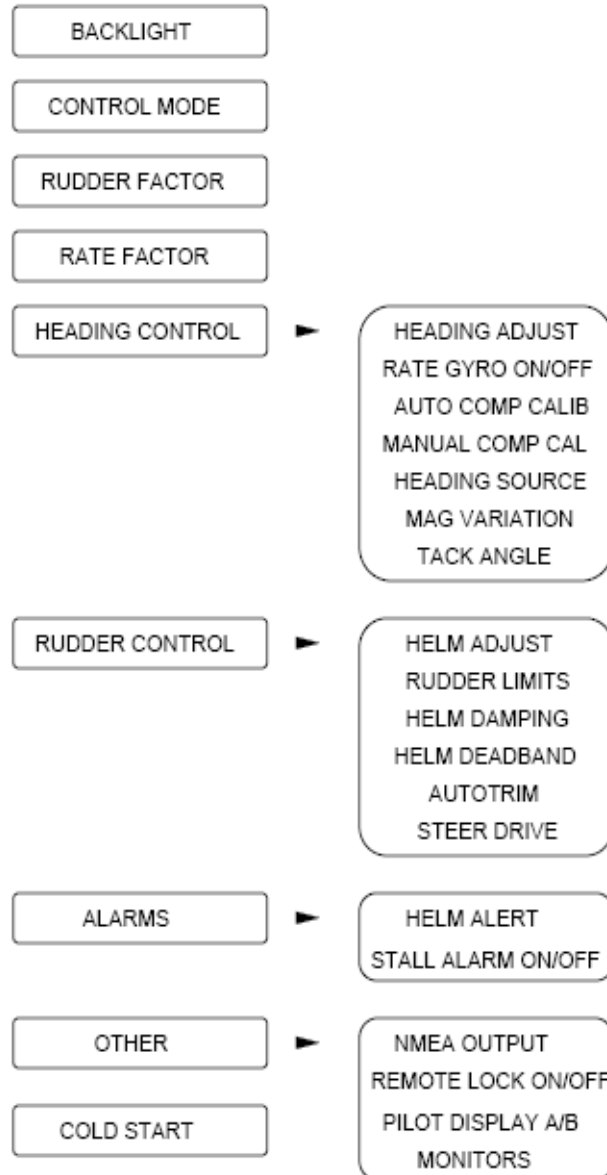 BACKLIGHT
CONTROL MODE
RUDDER FACTOR
RATE FACTOR
HEADING CONTROL
HEADING ADJUST
RATE GYRO ON/OFF
AUTO COMP CALIB
MANUAL COMP CAL
HEADING SOURCE
MAG VARIATION
TACK ANGLE
RUDDER CONTROL
HELM ADJUST
RUDDER LIMITS
HELM DAMPING
HELM DEADBAND
AUTOTRIM
STEER DRIVE
ALARMS
HELM ALERT
STALL ALARM ON/OFF
OTHER
NMEA OUTPUT
REMOTE LOCK ON/OFF
PILOT DISPLAY A/B
MONITORS
COLD START